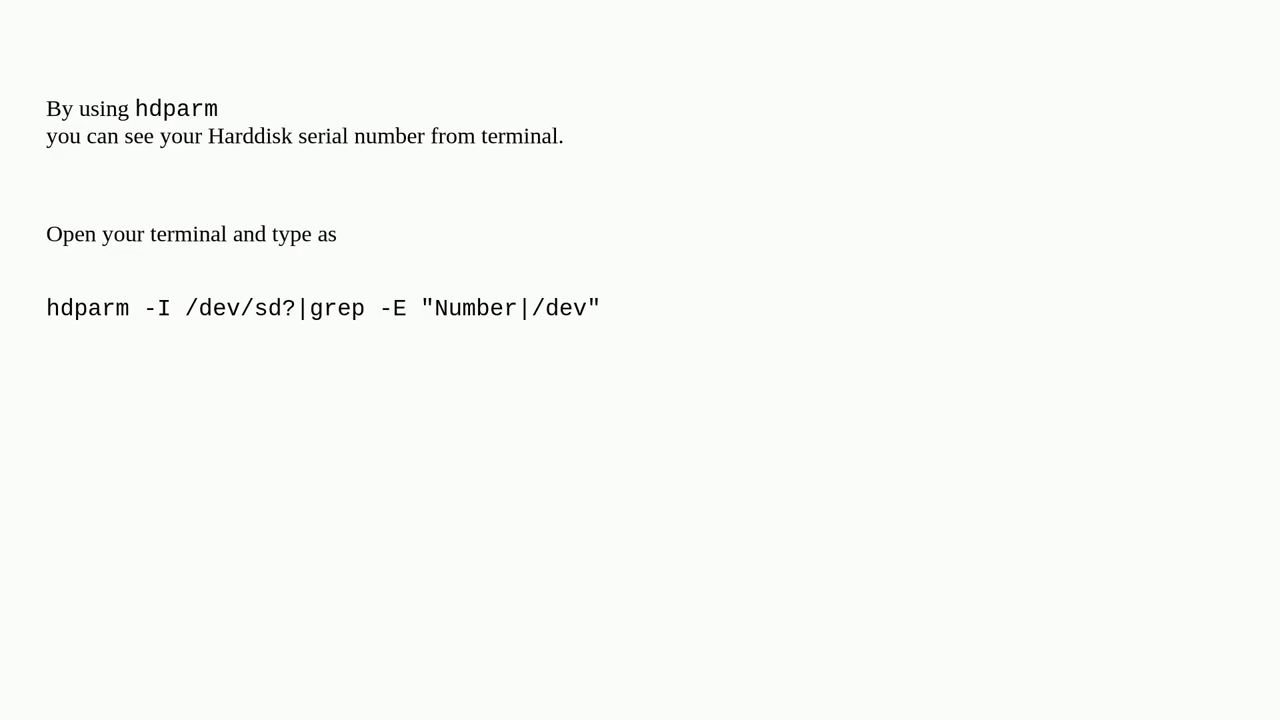 By using hdparm
you can see your Harddisk serial number from terminal.
Open your terminal and type as
hdparm -I /dev/sd?|grep -E "Number|/dev"